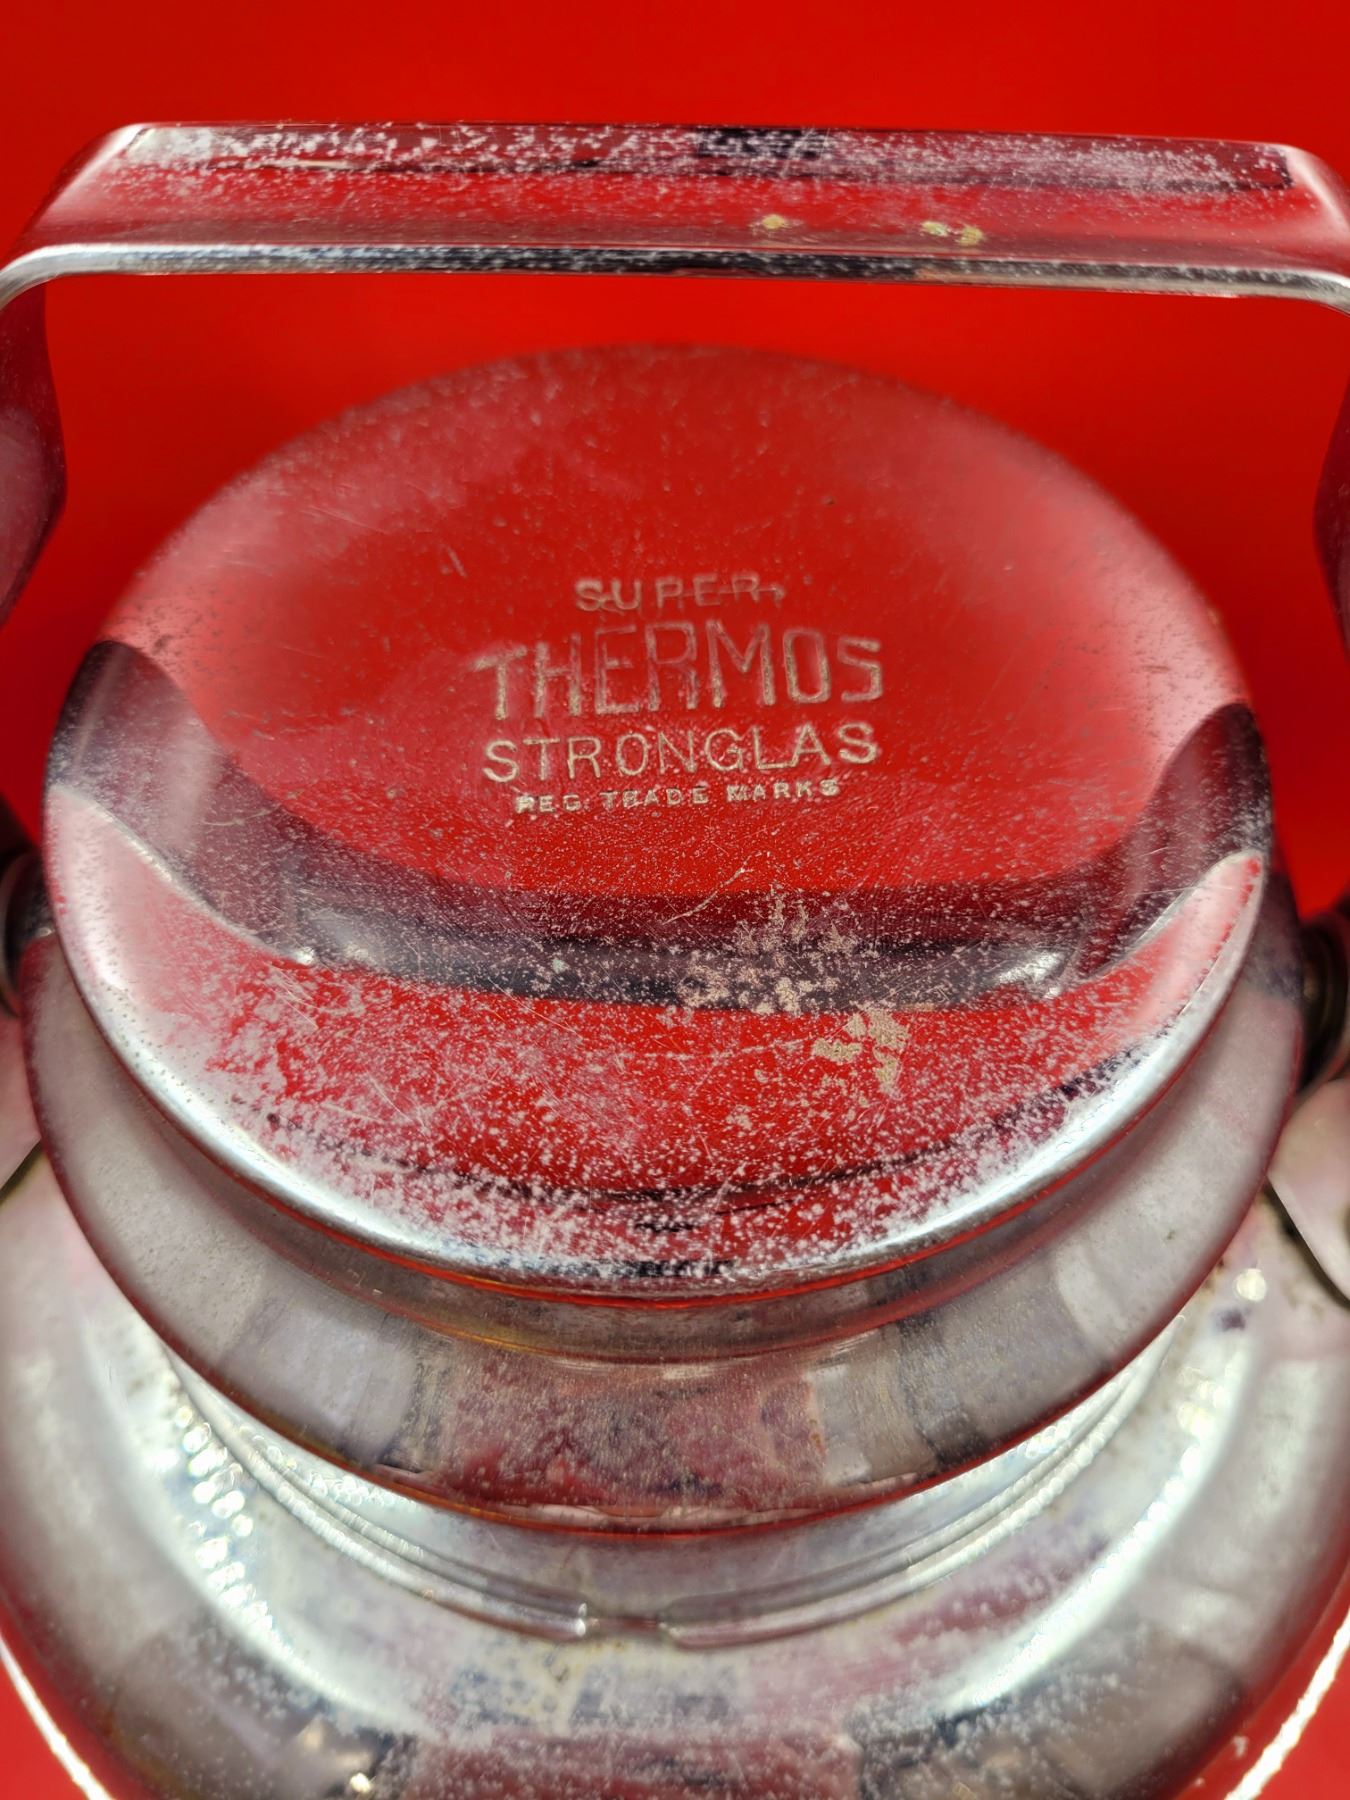 SUPER
THERMOS
STRONGLAS
REG. TRADE MARKS